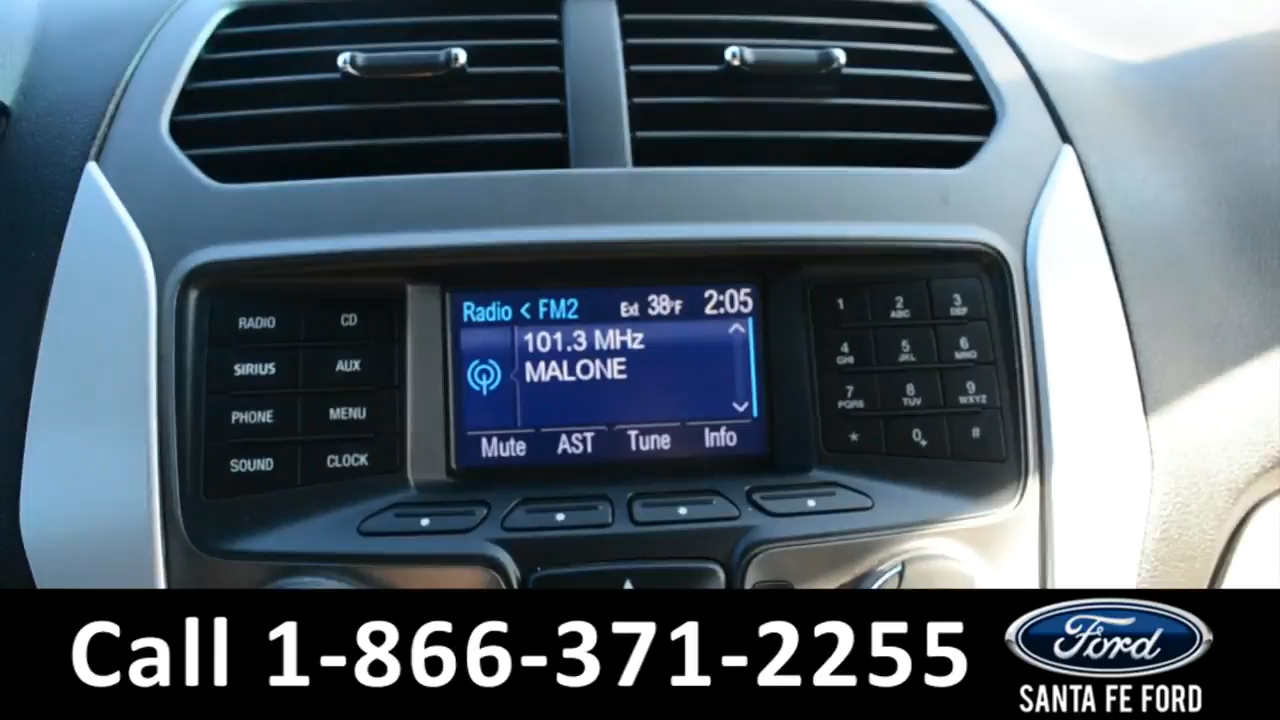 Radio < FM2 Ext 38°F 2:05
101.3 MHz
MALONE
Mute AST Tune Info
RADIO CD
SIRIUS AUX
PHONE MENU
SOUND CLOCK
1 2 ABC 3 DEF
4 GHI 5 JKL 6 MNO
7 PQRS 8 TUV 9 WXYZ
* 0+ #
Call 1-866-371-2255
Ford
SANTA FE FORD